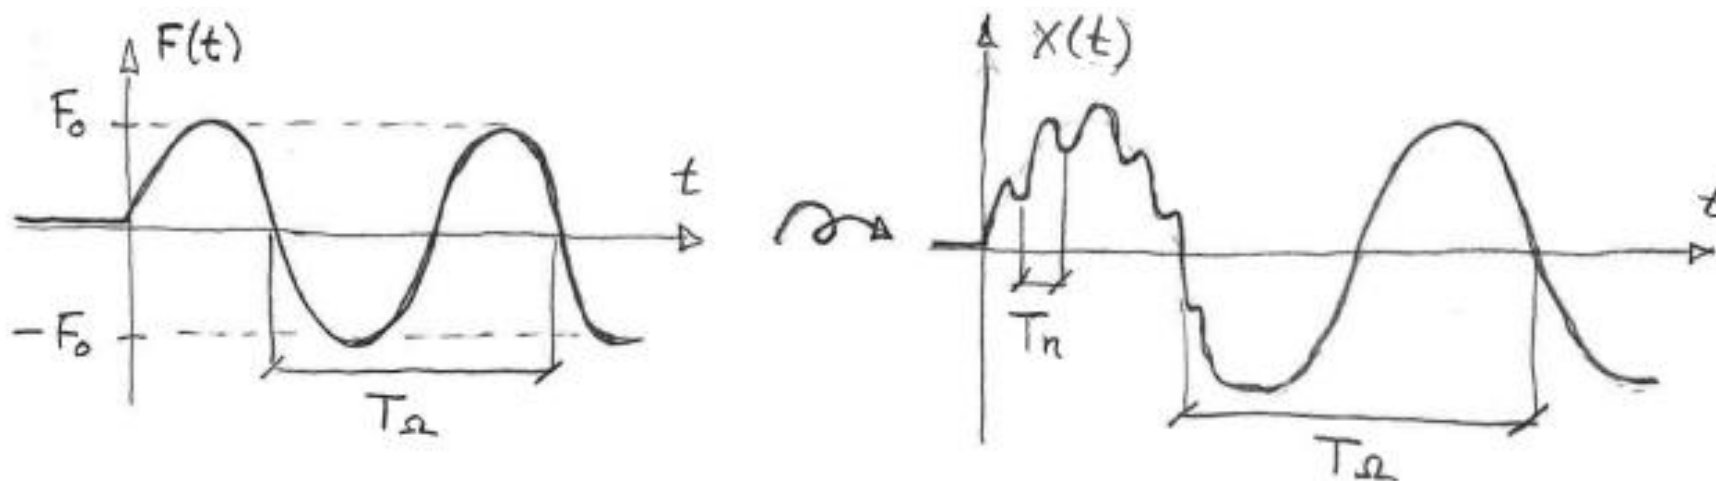 F(t)
F₀
t
-F₀
T_Ω
X(t)
t
T_n
T_Ω